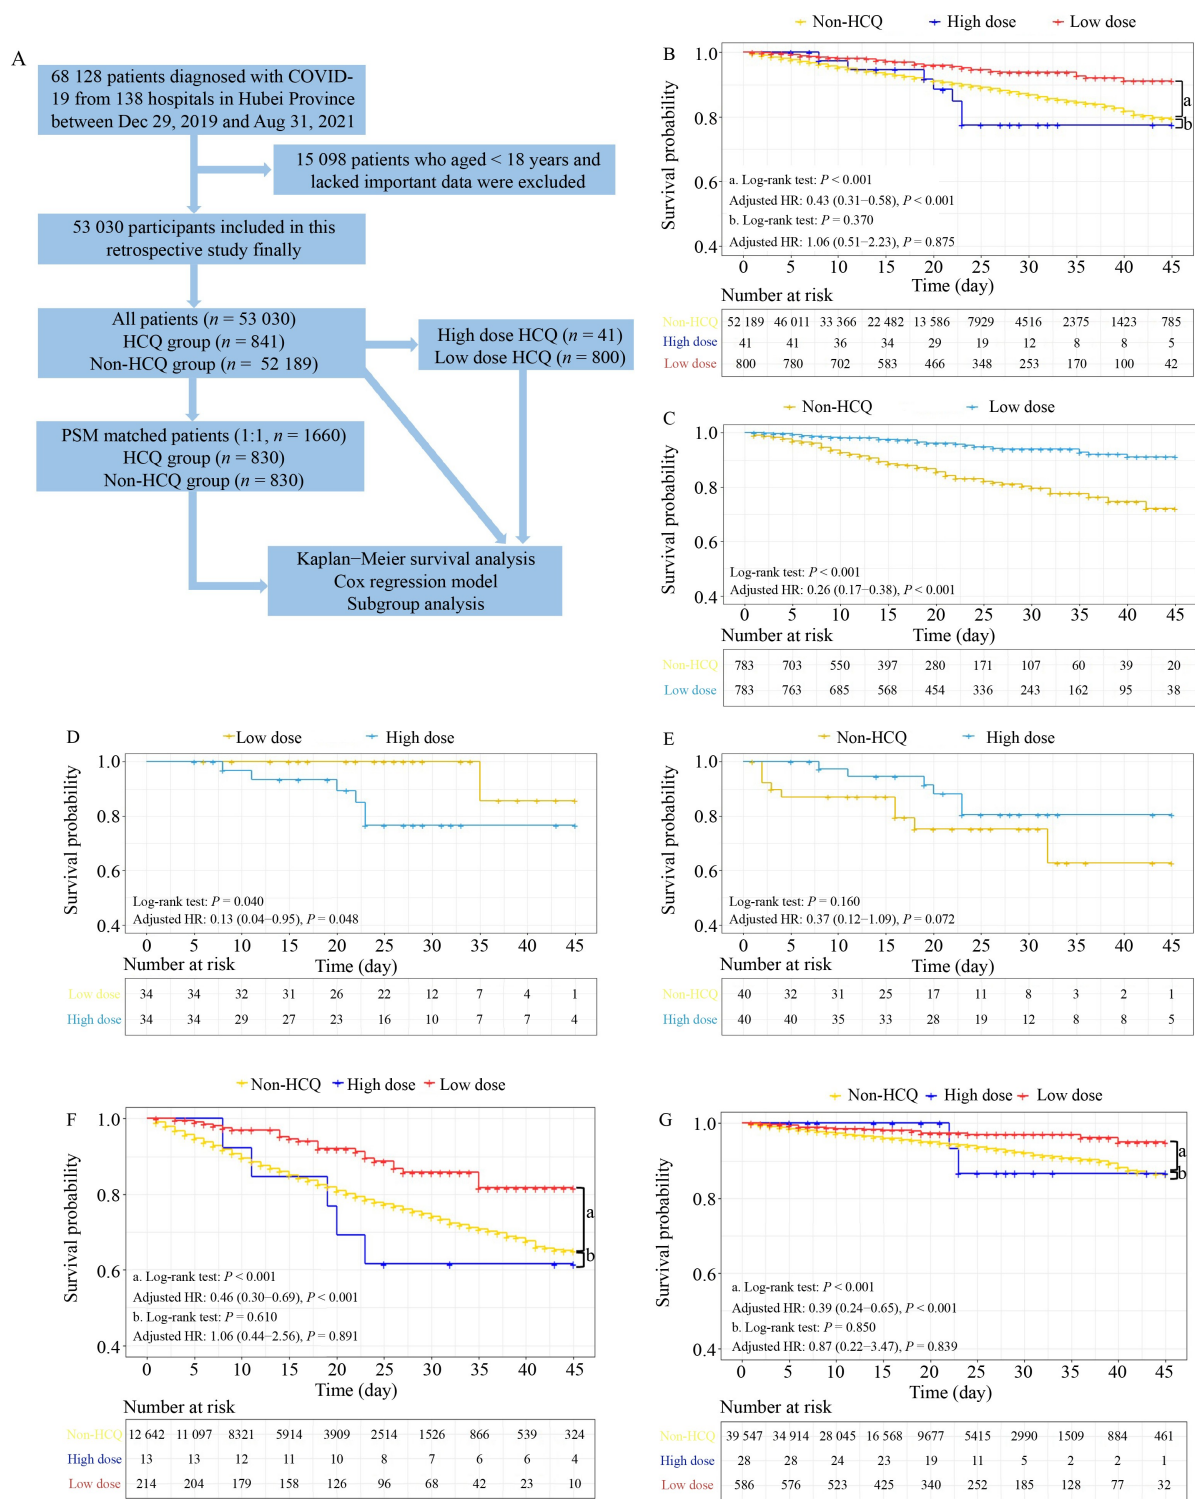 A
68 128 patients diagnosed with COVID-
19 from 138 hospitals in Hubei Province
between Dec 29, 2019 and Aug 31, 2021
15 098 patients who aged < 18 years and
lacked important data were excluded
53 030 participants included in this
retrospective study finally
All patients (n = 53 030)
HCQ group (n = 841)
Non-HCQ group (n = 52 189)
High dose HCQ (n = 41)
Low dose HCQ (n = 800)
PSM matched patients (1:1, n = 1660)
HCQ group (n = 830)
Non-HCQ group (n = 830)
Kaplan−Meier survival analysis
Cox regression model
Subgroup analysis
Non-HCQ High dose Low dose
B
Survival probability
1.0
0.8
0.6
0.4
a
b
a. Log-rank test: P < 0.001
Adjusted HR: 0.43 (0.31−0.58), P < 0.001
b. Log-rank test: P = 0.370
Adjusted HR: 1.06 (0.51−2.23), P = 0.875
0 5 10 15 20 25 30 35 40 45
Time (day)
Number at risk
Non-HCQ 52 189 46 011 33 366 22 482 13 586 7929 4516 2375 1423 785
High dose 41 41 36 34 29 19 12 8 8 5
Low dose 800 780 702 583 466 348 253 170 100 42
C
Non-HCQ Low dose
Survival probability
1.0
0.8
0.6
0.4
Log-rank test: P < 0.001
Adjusted HR: 0.26 (0.17−0.38), P < 0.001
0 5 10 15 20 25 30 35 40 45
Number at risk Time (day)
Non-HCQ 783 703 550 397 280 171 107 60 39 20
Low dose 783 763 685 568 454 336 243 162 95 38
D
Low dose High dose
Survival probability
1.0
0.8
0.6
0.4
Log-rank test: P = 0.040
Adjusted HR: 0.13 (0.04−0.95), P = 0.048
0 5 10 15 20 25 30 35 40 45
Number at risk Time (day)
Low dose 34 34 32 31 26 22 12 7 4 1
High dose 34 34 29 27 23 16 10 7 7 4
E
Non-HCQ High dose
Survival probability
1.0
0.8
0.6
0.4
Log-rank test: P = 0.160
Adjusted HR: 0.37 (0.12−1.09), P = 0.072
0 5 10 15 20 25 30 35 40 45
Number at risk Time (day)
Non-HCQ 40 32 31 25 17 11 8 3 2 1
High dose 40 40 35 33 28 19 12 8 8 5
Non-HCQ High dose Low dose
F
Survival probability
1.0
0.8
0.6
0.4
a
b
a. Log-rank test: P < 0.001
Adjusted HR: 0.46 (0.30−0.69), P < 0.001
b. Log-rank test: P = 0.610
Adjusted HR: 1.06 (0.44−2.56), P = 0.891
0 5 10 15 20 25 30 35 40 45
Time (day)
Number at risk
Non-HCQ 12 642 11 097 8321 5914 3909 2514 1526 866 539 324
High dose 13 13 12 11 10 8 7 6 6 4
Low dose 214 204 179 158 126 96 68 42 23 10
Non-HCQ High dose Low dose
G
Survival probability
1.0
0.8
0.6
0.4
a
b
a. Log-rank test: P < 0.001
Adjusted HR: 0.39 (0.24−0.65), P < 0.001
b. Log-rank test: P = 0.850
Adjusted HR: 0.87 (0.22−3.47), P = 0.839
0 5 10 15 20 25 30 35 40 45
Time (day)
Number at risk
Non-HCQ 39 547 34 914 28 045 16 568 9677 5415 2990 1509 884 461
High dose 28 28 24 23 19 11 5 2 2 1
Low dose 586 576 523 425 340 252 185 128 77 32